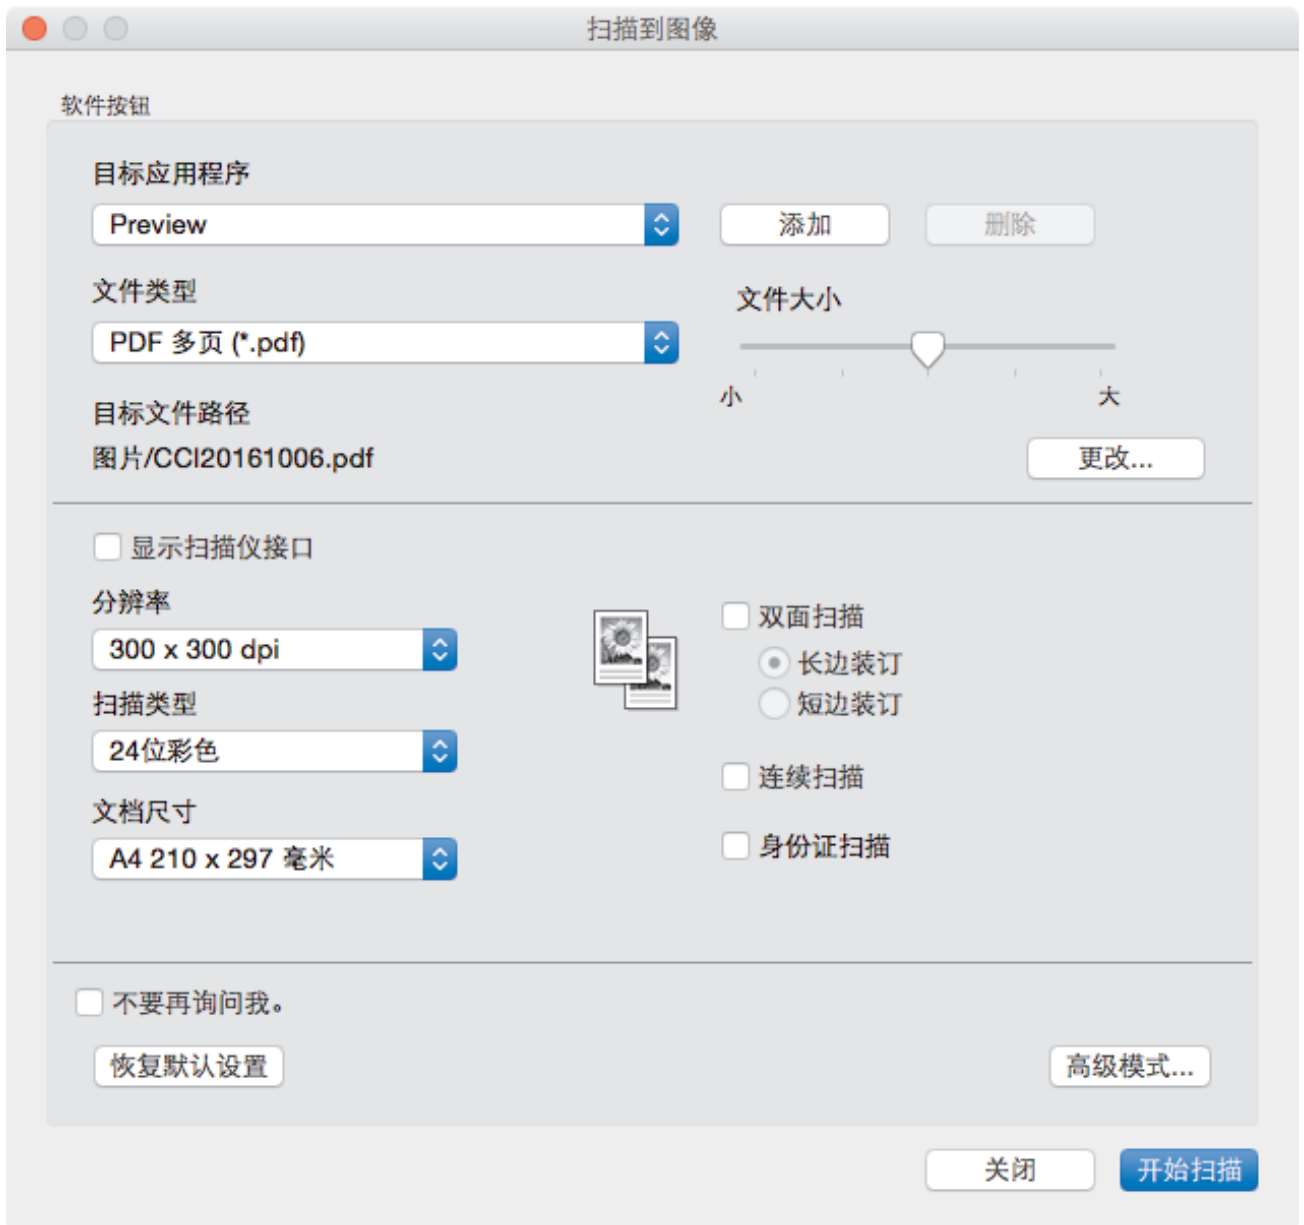 扫描到图像
软件按钮
目标应用程序
Preview 添加 删除
文件类型 文件大小
PDF 多页 (*.pdf)
小 大
目标文件路径
图片/CCI20161006.pdf 更改...
显示扫描仪接口
分辨率
300 x 300 dpi
双面扫描
长边装订
短边装订
扫描类型
24位彩色
连续扫描
文档尺寸
A4 210 x 297 毫米
身份证扫描
不要再询问我。
恢复默认设置 高级模式...
关闭 开始扫描